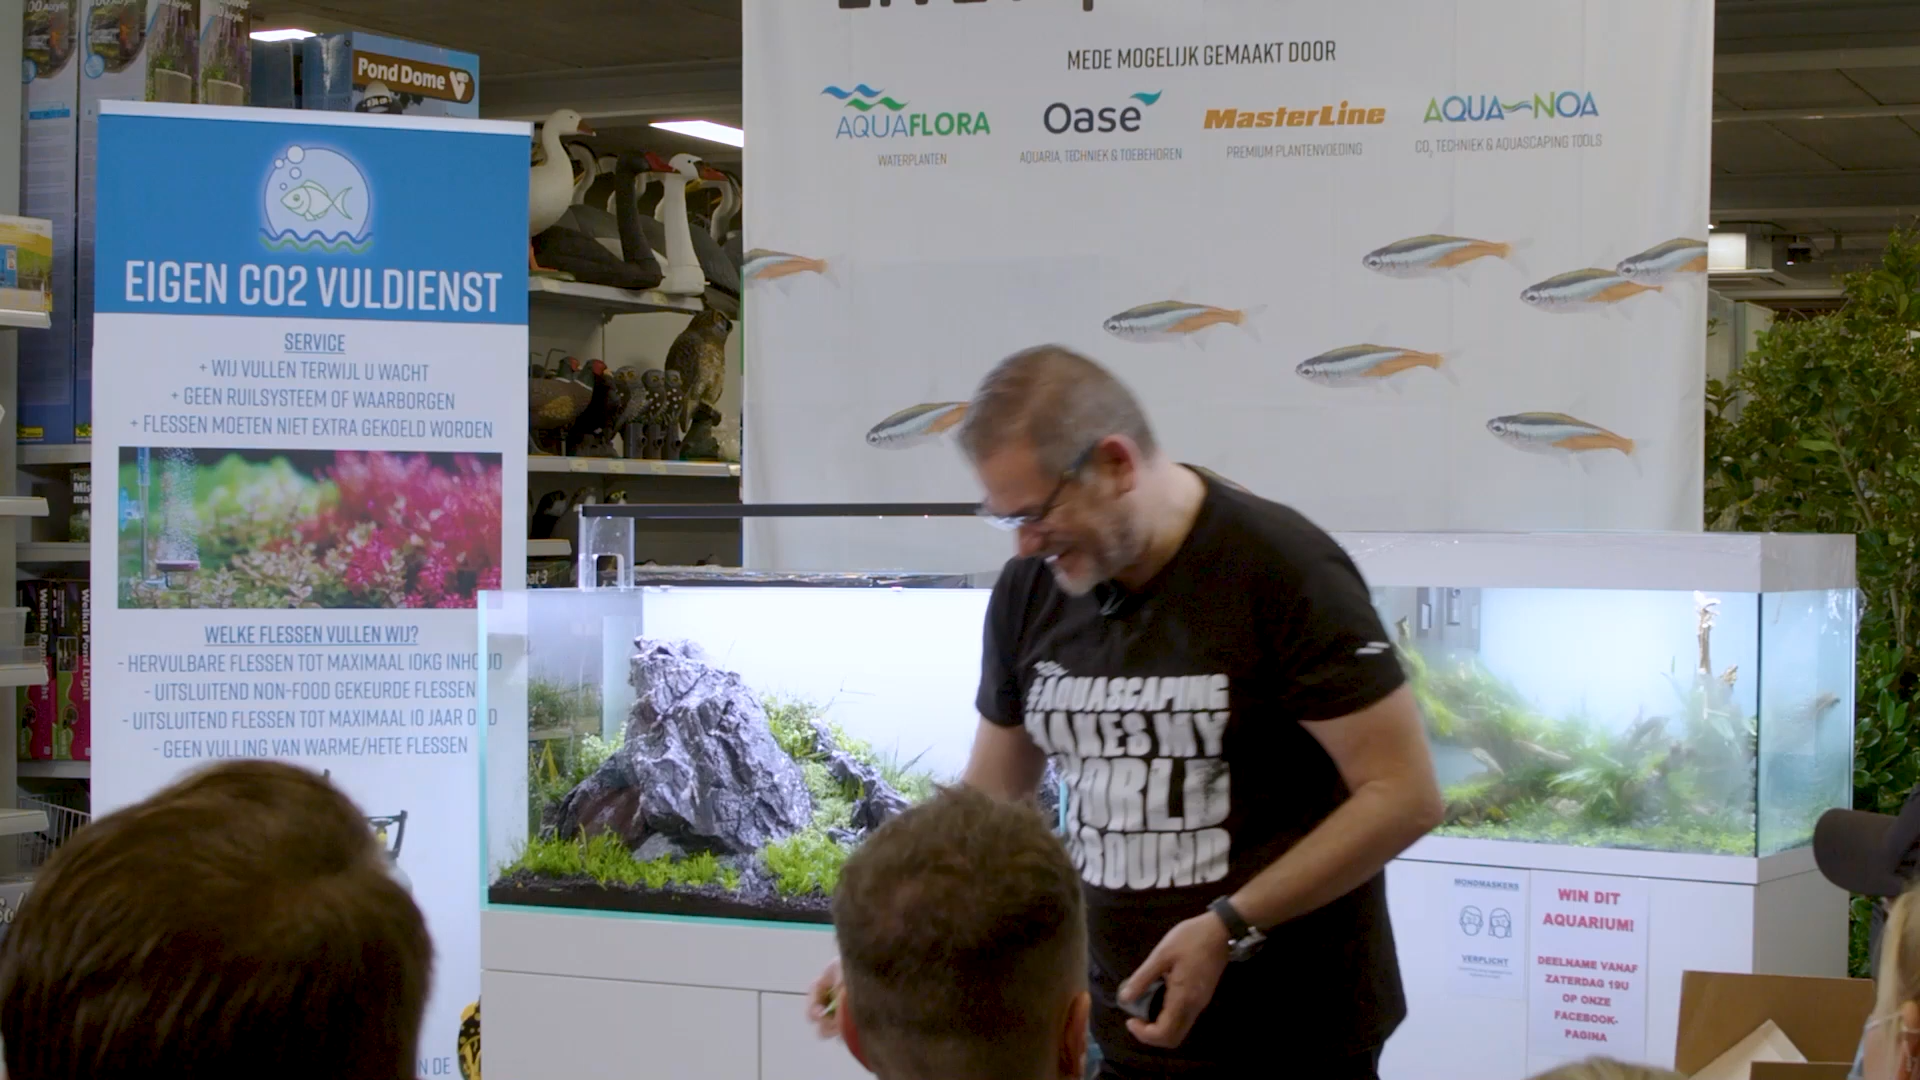 Pond Dome
MEDE MOGELIJK GEMAAKT DOOR
AQUAFLORA
WATERPLANTEN
Oase
AQUARIA, TECHNIEK & TOEBEHOREN
MasterLine
PREMIUM PLANTENVOEDING
AQUA NOA
CO2 TECHNIEK & AQUASCAPING TOOLS
EIGEN CO2 VULDIENST
SERVICE
+ WIJ VULLEN TERWIJL U WACHT
+ GEEN RUILSYSTEEM OF WAARBORGEN
+ FLESSEN MOETEN NIET EXTRA GEKOELD WORDEN
WELKE FLESSEN VULLEN WIJ?
- HERVULBARE FLESSEN TOT MAXIMAAL 10KG INHOUD
- UITSLUITEND NON-FOOD GEKEURDE FLESSEN
- UITSLUITEND FLESSEN TOT MAXIMAAL 10 JAAR OUD
- GEEN VULLING VAN WARME/HETE FLESSEN
N DE
#AQUASCAPING
MAKES MY
WORLD
ROUND
MONDMASKERS
VERPLICHT
WIN DIT
AQUARIUM!
DEELNAME VANAF
ZATERDAG 19U
OP ONZE
FACEBOOK-
PAGINA